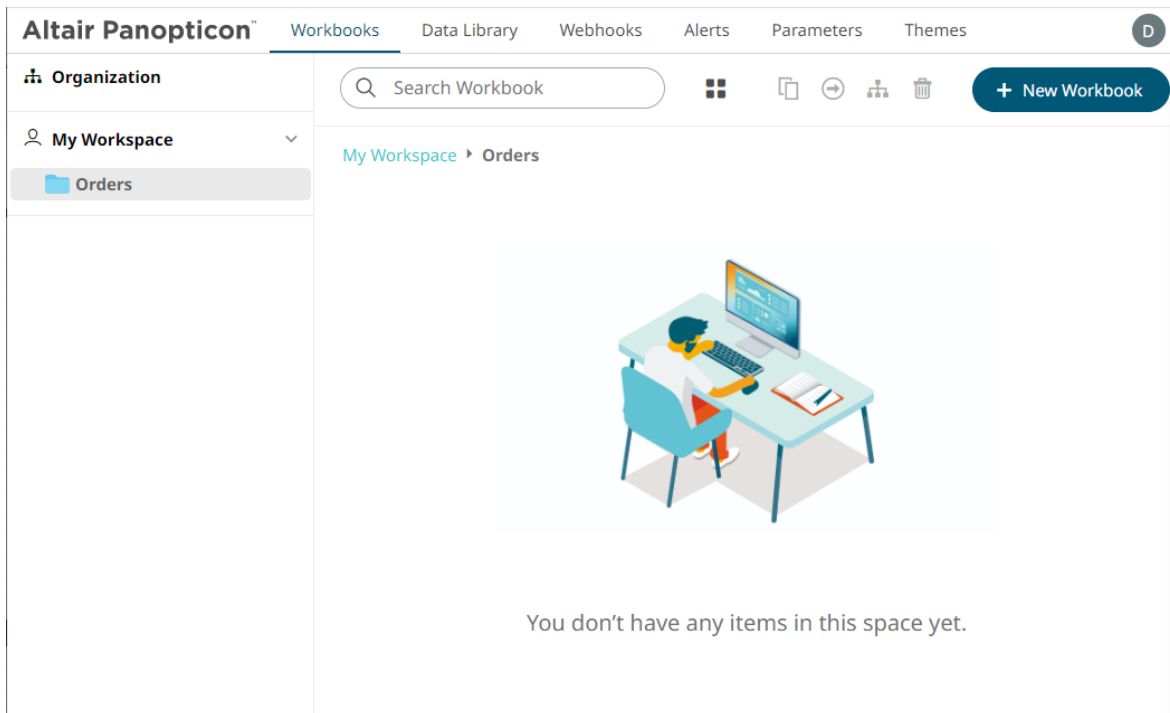 Altair Panopticon™ Workbooks Data Library Webhooks Alerts Parameters Themes D
Organization
Search Workbook
+ New Workbook
My Workspace
Orders
My Workspace Orders
You don’t have any items in this space yet.